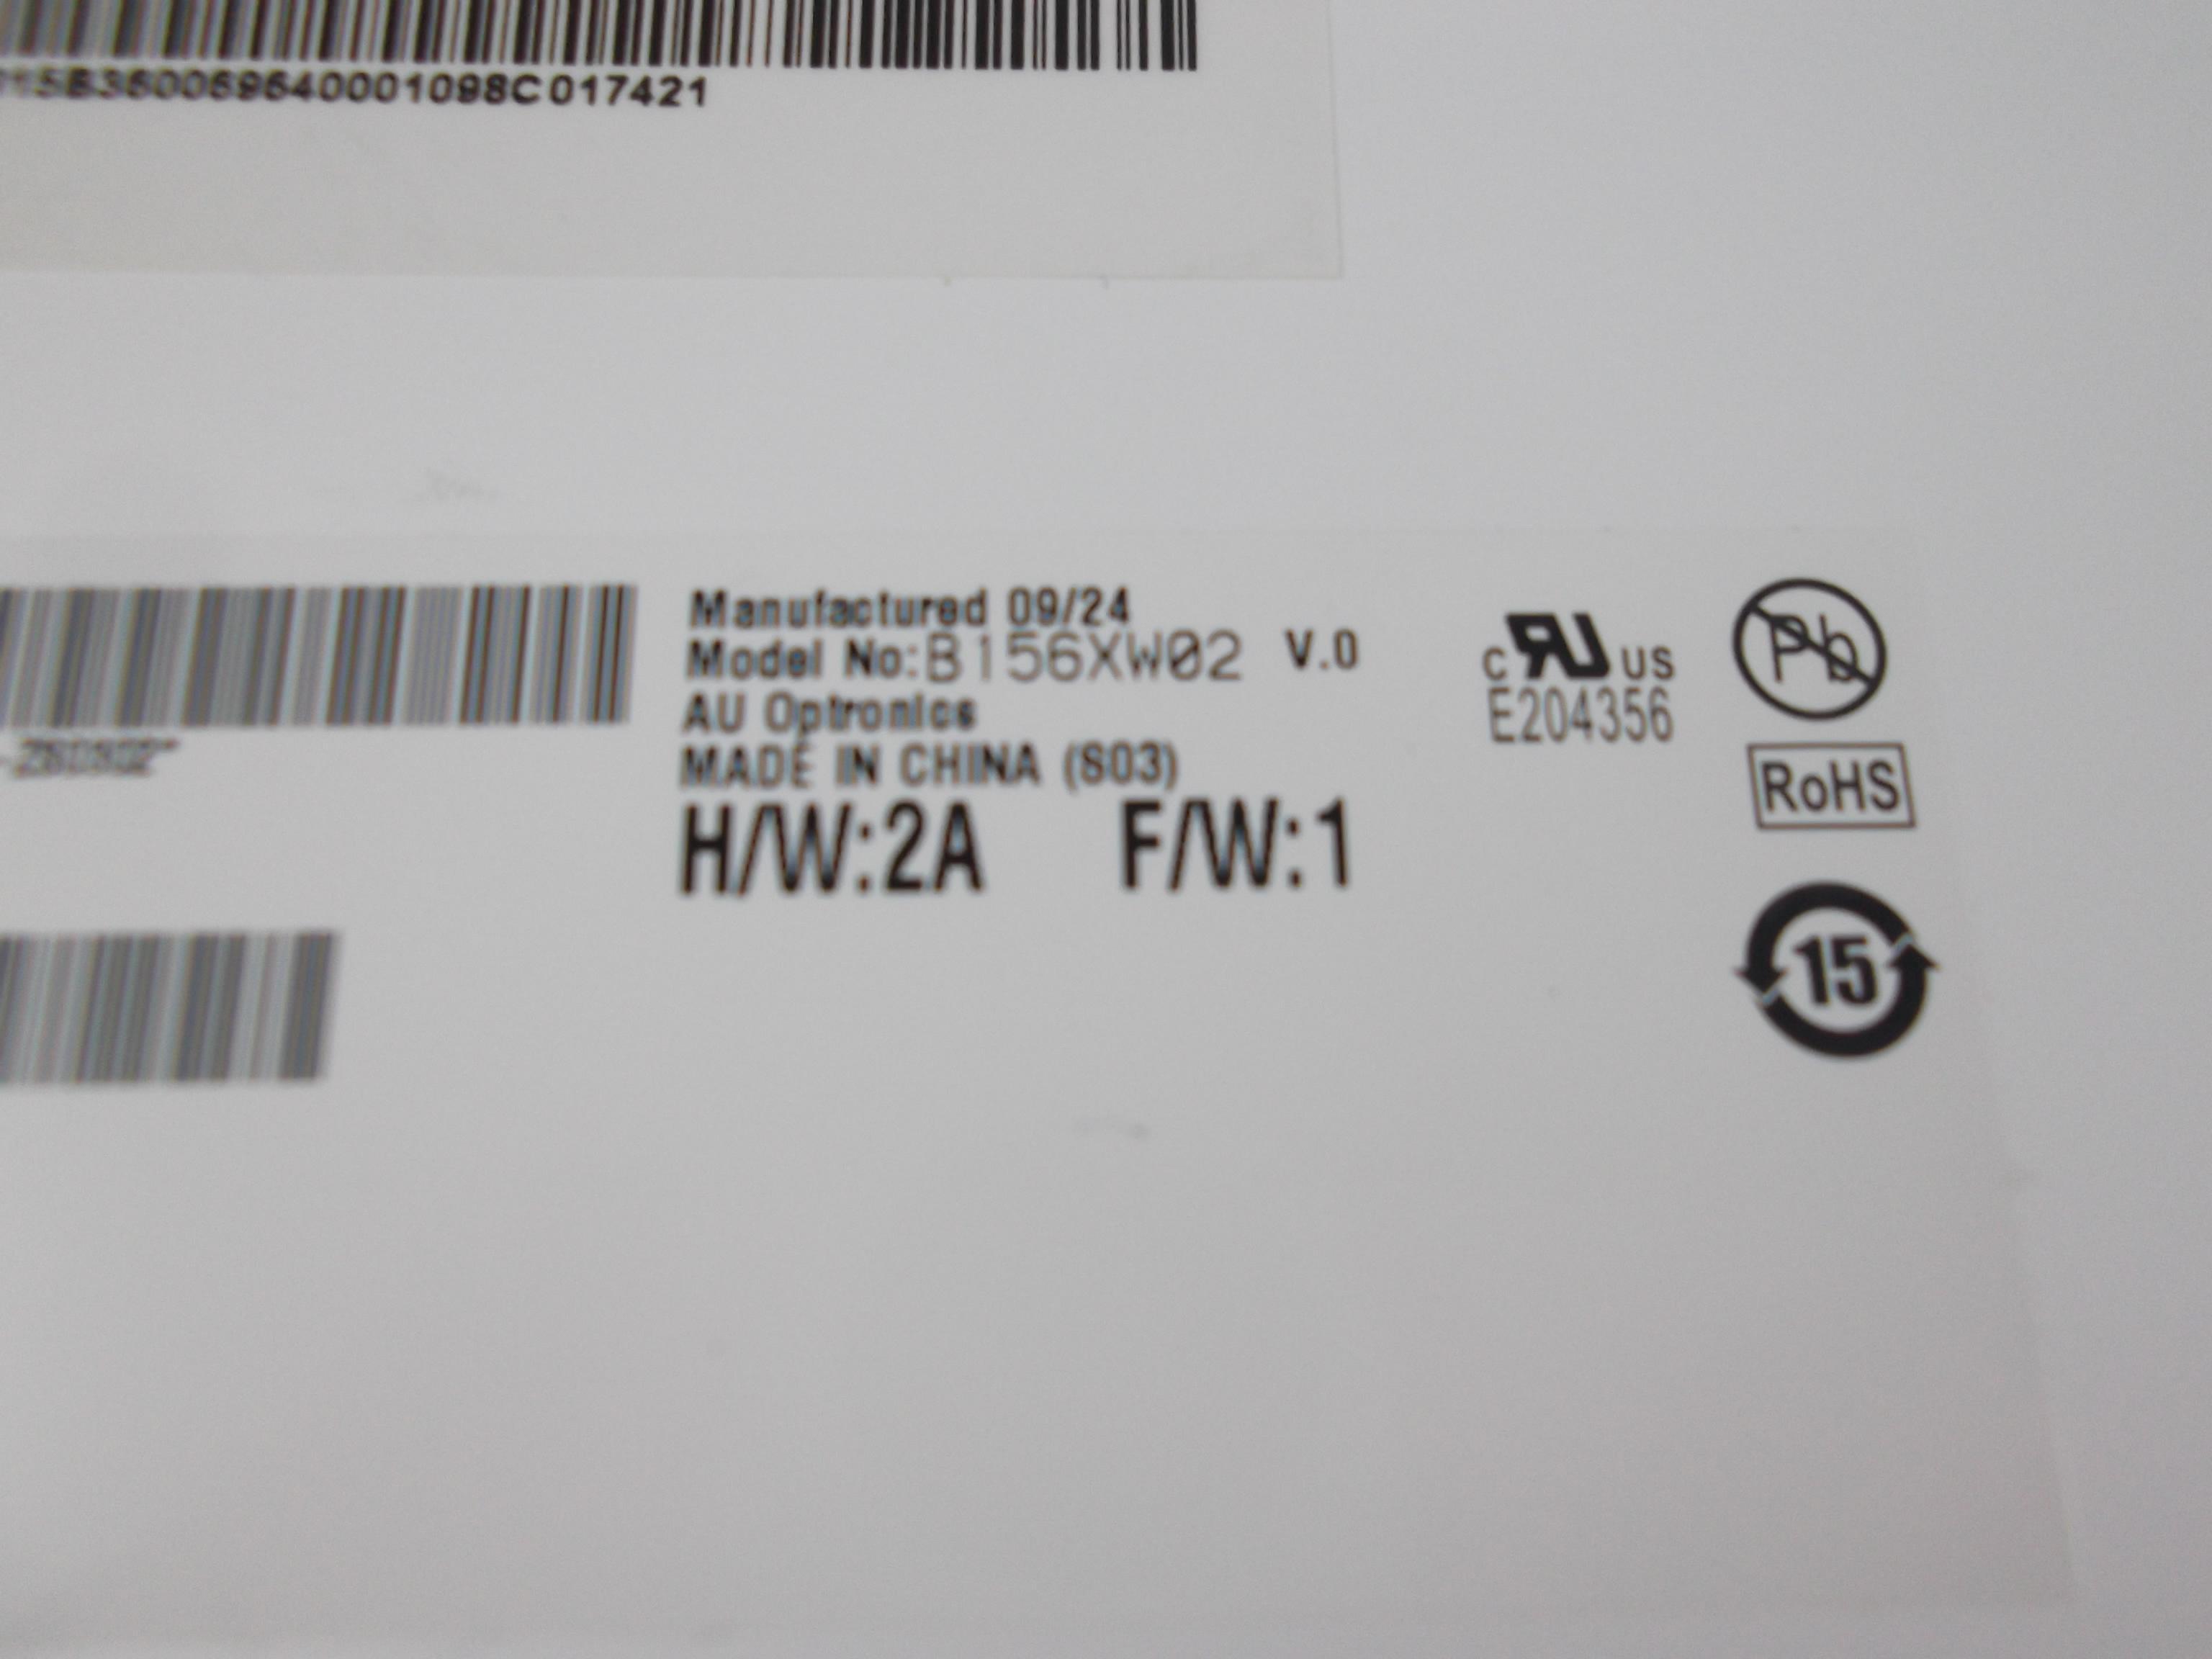 15B360069640001098C017421
Manufactured 09/24
Model No:B156XW02 V.0
AU Optronics
MADE IN CHINA (S03)
H/W:2A F/W:1
c RU US
E204356
Pb
RoHS
15